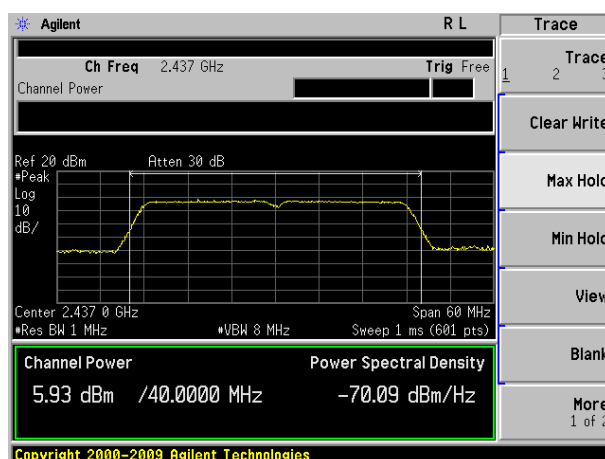 Agilent R L Trace
Ch Freq 2.437 GHz Trig Free
Channel Power
Trace
1 2 3
Clear Write
Max Hold
Min Hold
View
Blank
More
1 of 2
Ref 20 dBm Atten 30 dB
#Peak
Log
10
dB/
Center 2.437 0 GHz Span 60 MHz
#Res BW 1 MHz #VBW 8 MHz Sweep 1 ms (601 pts)
Channel Power Power Spectral Density
5.93 dBm /40.0000 MHz -70.09 dBm/Hz
Copyright 2000-2009 Agilent Technologies